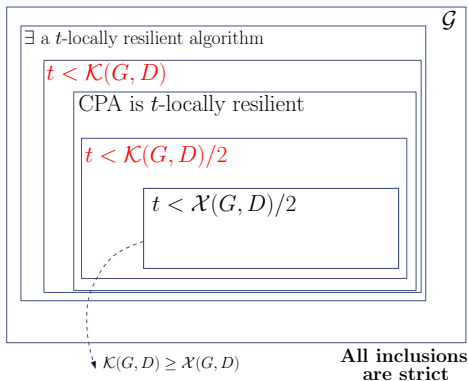 𝒢
∃ a t-locally resilient algorithm
t < 𝒦(G, D)
CPA is t-locally resilient
t < 𝒦(G, D)/2
t < 𝒳(G, D)/2
𝒦(G, D) ≥ 𝒳(G, D)
All inclusions
are strict